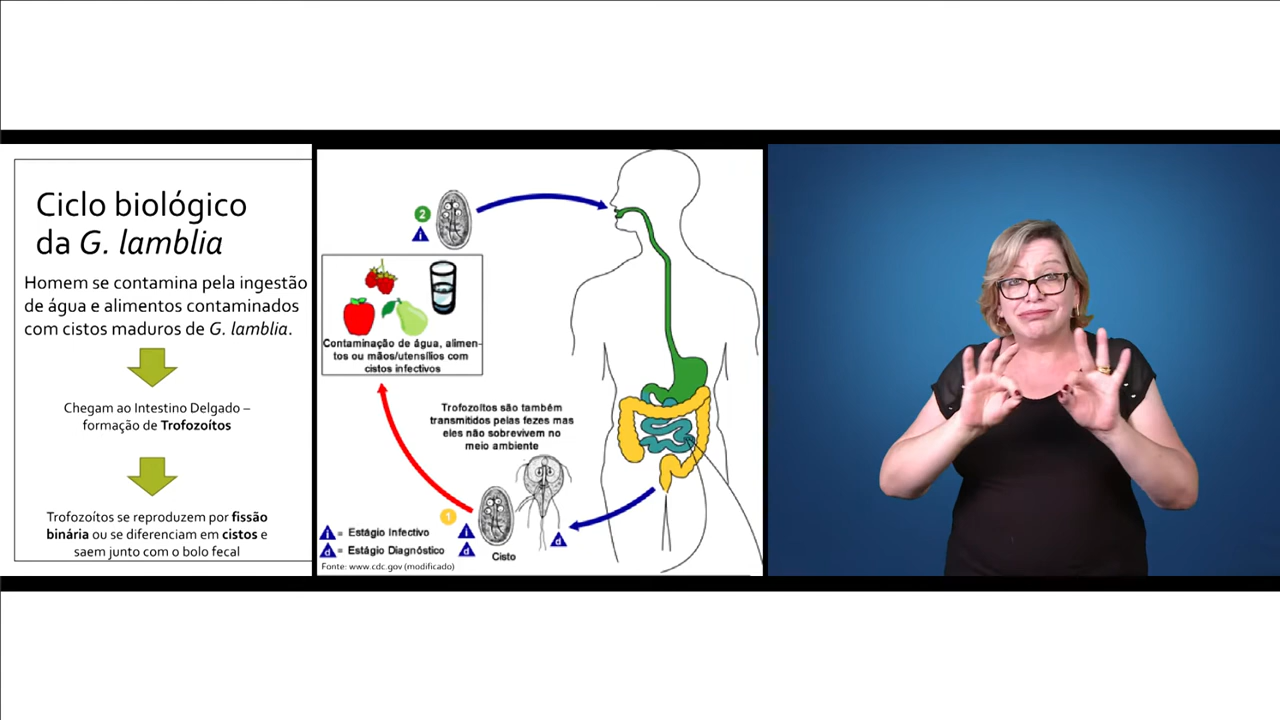 Ciclo biológico
da G. lamblia
Homem se contamina pela ingestão
de água e alimentos contaminados
com cistos maduros de G. lamblia.
Chegam ao Intestino Delgado –
formação de Trofozoítos
Trofozoítos se reproduzem por fissão
binária ou se diferenciam em cistos e
saem junto com o bolo fecal
2
i
Contaminação de água, alimen-
tos ou mãos/utensílios com
cistos infectivos
Trofozoítos são também
transmitidos pelas fezes mas
eles não sobrevivem no
meio ambiente
1
i
d
d
Cisto
i = Estágio Infectivo
d = Estágio Diagnóstico
Fonte: www.cdc.gov (modificado)